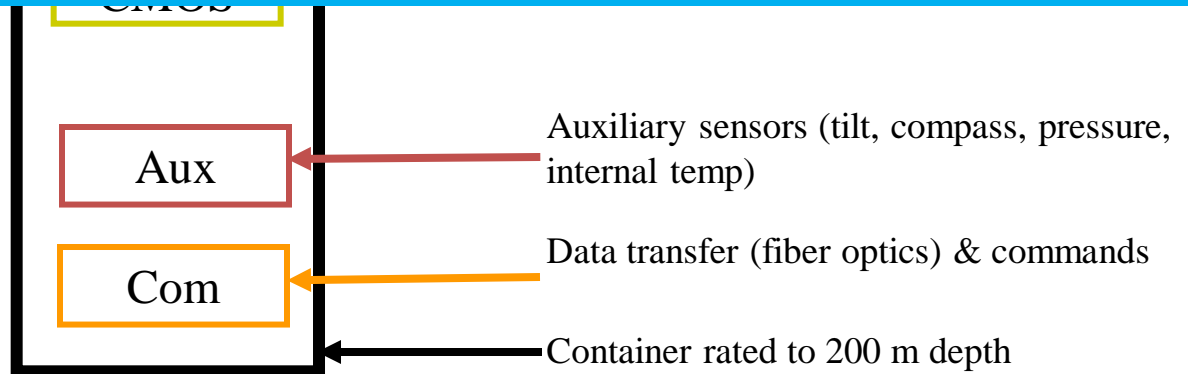 CMOS
Auxiliary sensors (tilt, compass, pressure,
internal temp)
Aux
Data transfer (fiber optics) & commands
Com
Container rated to 200 m depth